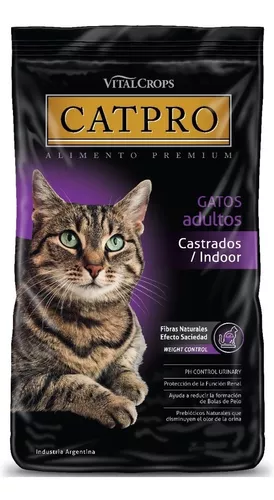 VITALCROPS
CATPRO
ALIMENTO PREMIUM
GATOS
adultos
Castrados
/ Indoor
Fibras Naturales
Efecto Saciedad
WEIGHT CONTROL
PH CONTROL URINARY
Protección de la Función Renal
Ayuda a reducir la formación
de Bolas de Pelo
Prebióticos Naturales que
disminuyen el olor de la orina
Industria Argentina